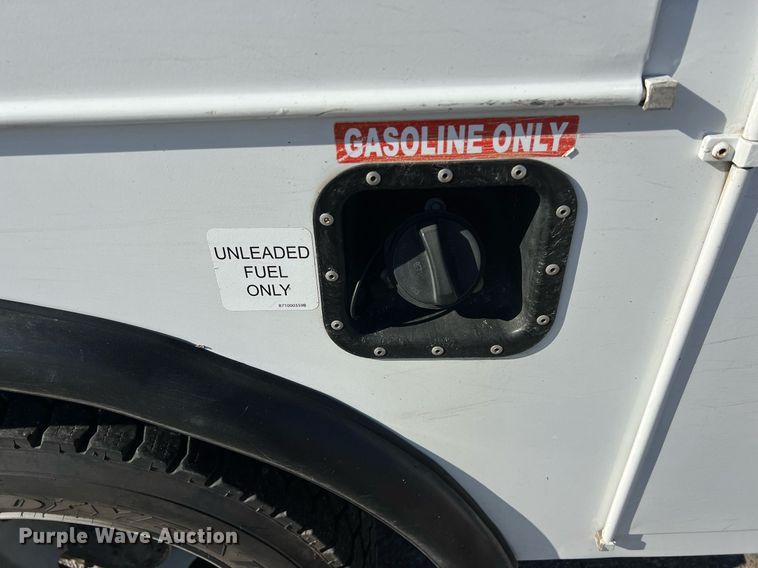 GASOLINE ONLY
UNLEADED
FUEL
ONLY
Purple Wave Auction